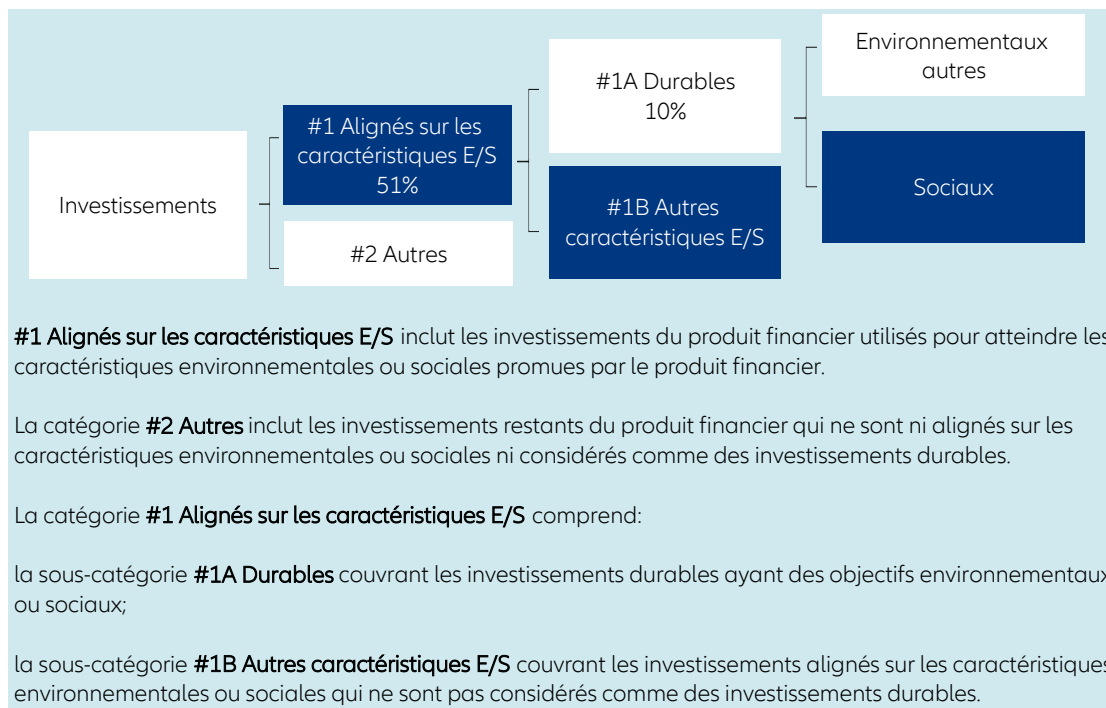 Investissements
#1 Alignés sur les
caractéristiques E/S
51%
#2 Autres
#1A Durables
10%
#1B Autres
caractéristiques E/S
Environnementaux
autres
Sociaux
#1 Alignés sur les caractéristiques E/S inclut les investissements du produit financier utilisés pour atteindre les
caractéristiques environnementales ou sociales promues par le produit financier.
La catégorie #2 Autres inclut les investissements restants du produit financier qui ne sont ni alignés sur les
caractéristiques environnementales ou sociales ni considérés comme des investissements durables.
La catégorie #1 Alignés sur les caractéristiques E/S comprend:
la sous-catégorie #1A Durables couvrant les investissements durables ayant des objectifs environnementaux
ou sociaux;
la sous-catégorie #1B Autres caractéristiques E/S couvrant les investissements alignés sur les caractéristiques
environnementales ou sociales qui ne sont pas considérés comme des investissements durables.